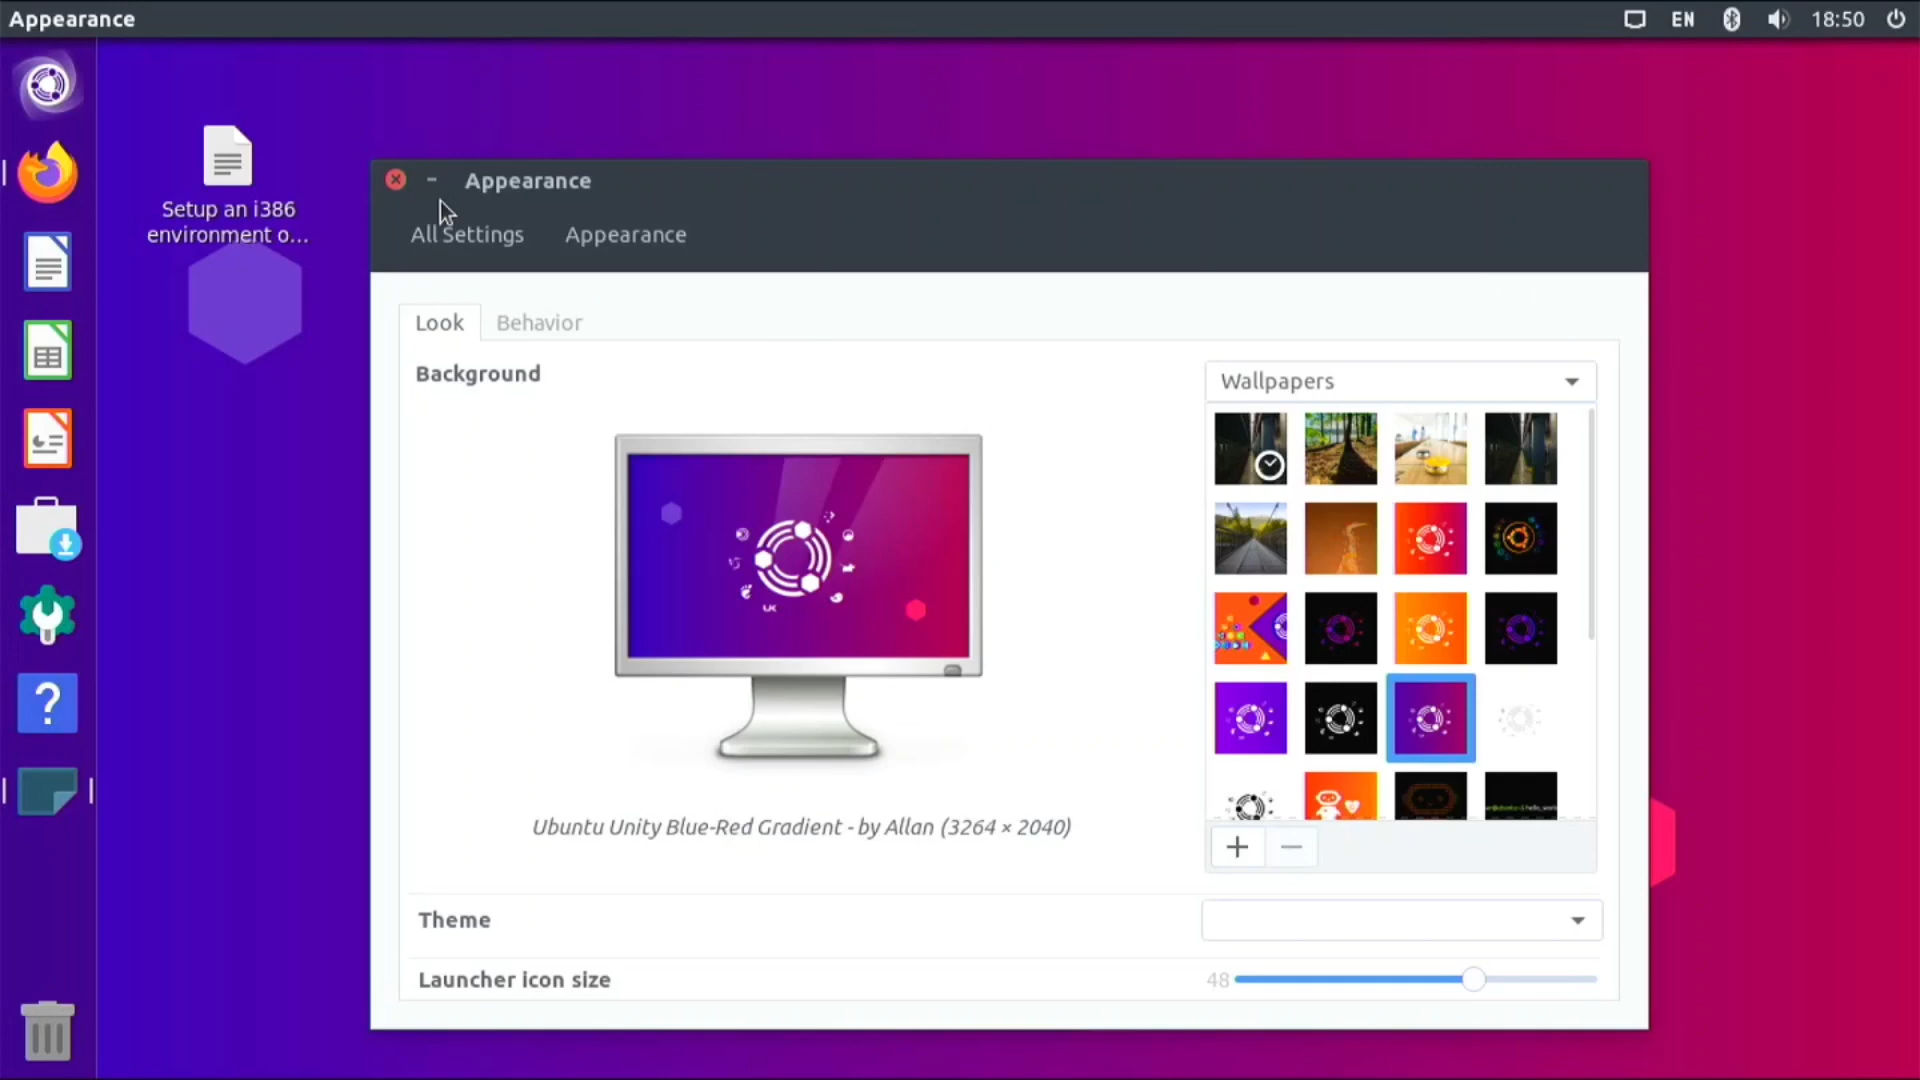 Appearance
EN
18:50
Setup an i386
environment o...
Appearance
All Settings
Appearance
Look
Behavior
Background
Wallpapers
UK
Ubuntu Unity Blue-Red Gradient - by Allan (3264 × 2040)
Theme
Launcher icon size
48